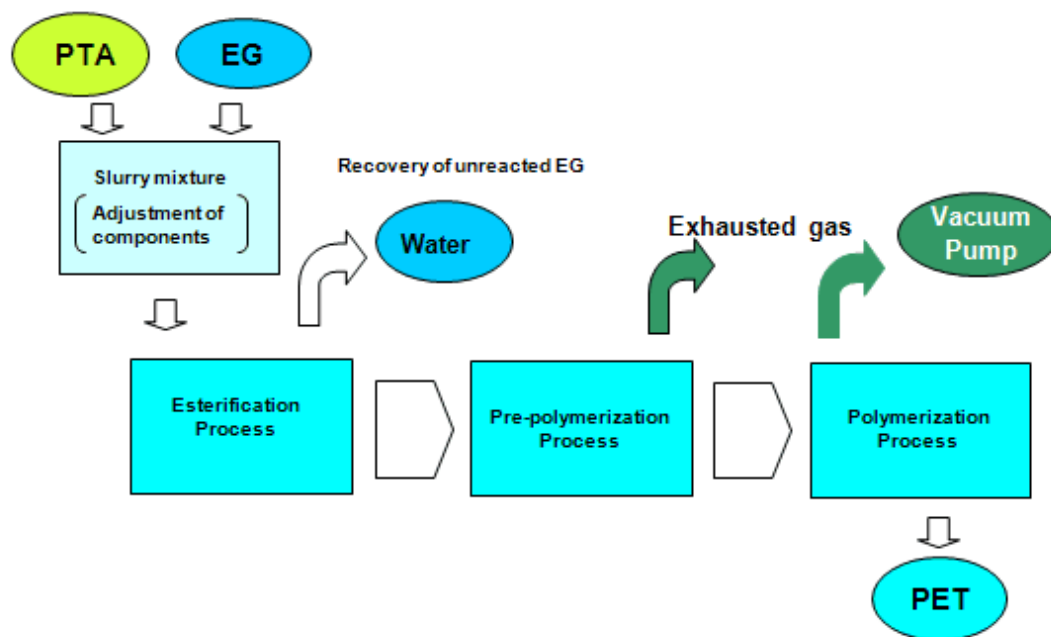 PTA
EG
Slurry mixture
Adjustment of
components
Recovery of unreacted EG
Water
Exhausted gas
Vacuum
Pump
Esterification
Process
Pre-polymerization
Process
Polymerization
Process
PET